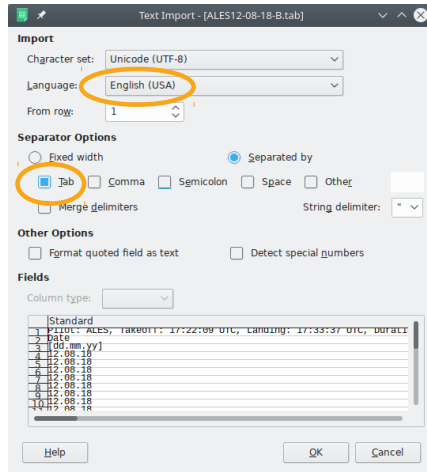 Text Import - [ALES12-08-18-B.tab]
Import
Character set: Unicode (UTF-8)
Language: English (USA)
From row: 1
Separator Options
Fixed width Separated by
Tab Comma Semicolon Space Other
Merge delimiters String delimiter: "
Other Options
Format quoted field as text Detect special numbers
Fields
Column type:
Standard
1 Pilot: ALES, Takeoff: 17:22:09 UTC, Landing: 17:33:37 UTC, Durati
2 Date
3 [dd.mm.yy]
4 12.08.18
5 12.08.18
6 12.08.18
7 12.08.18
8 12.08.18
9 12.08.18
10 12.08.18
12.08.18
Help OK Cancel